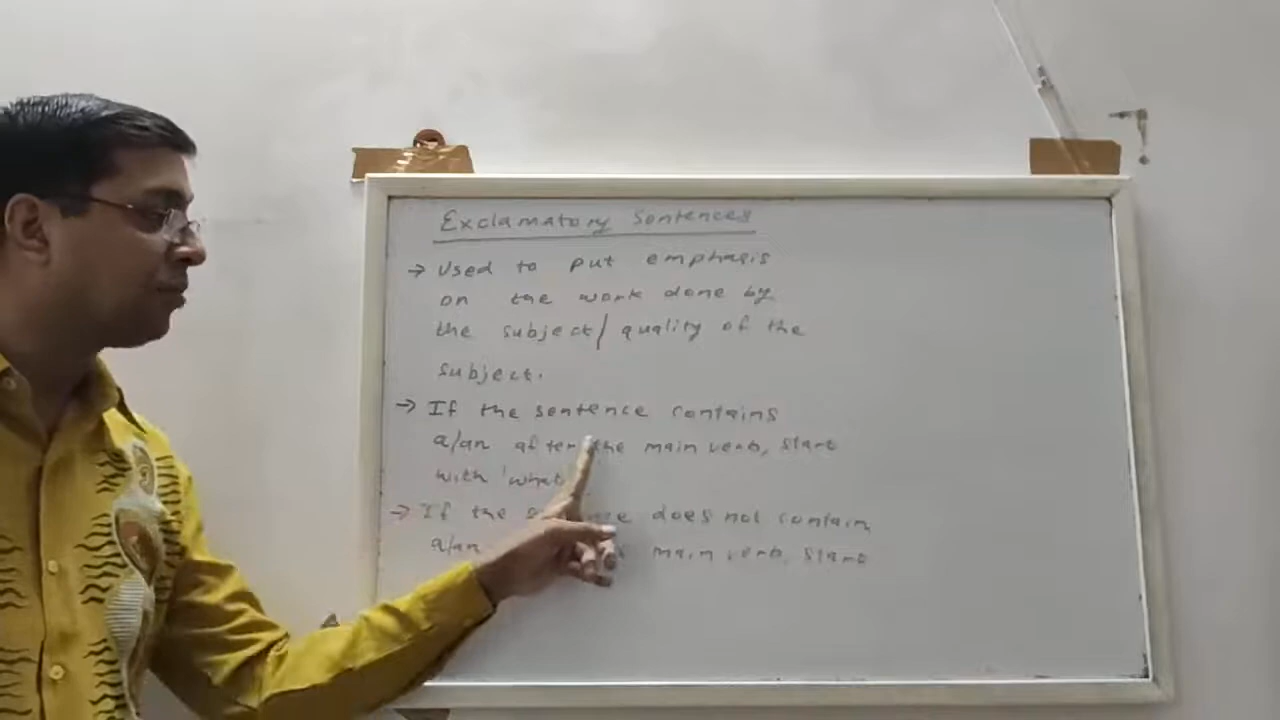 Exclamatory Sentences
→ Used to put emphasis
on the work done by
the subject/ quality of the
subject.
→ If the sentence contains
a/an after the main verb, start
with 'what
→ If the does not contain
a/an main verb, start